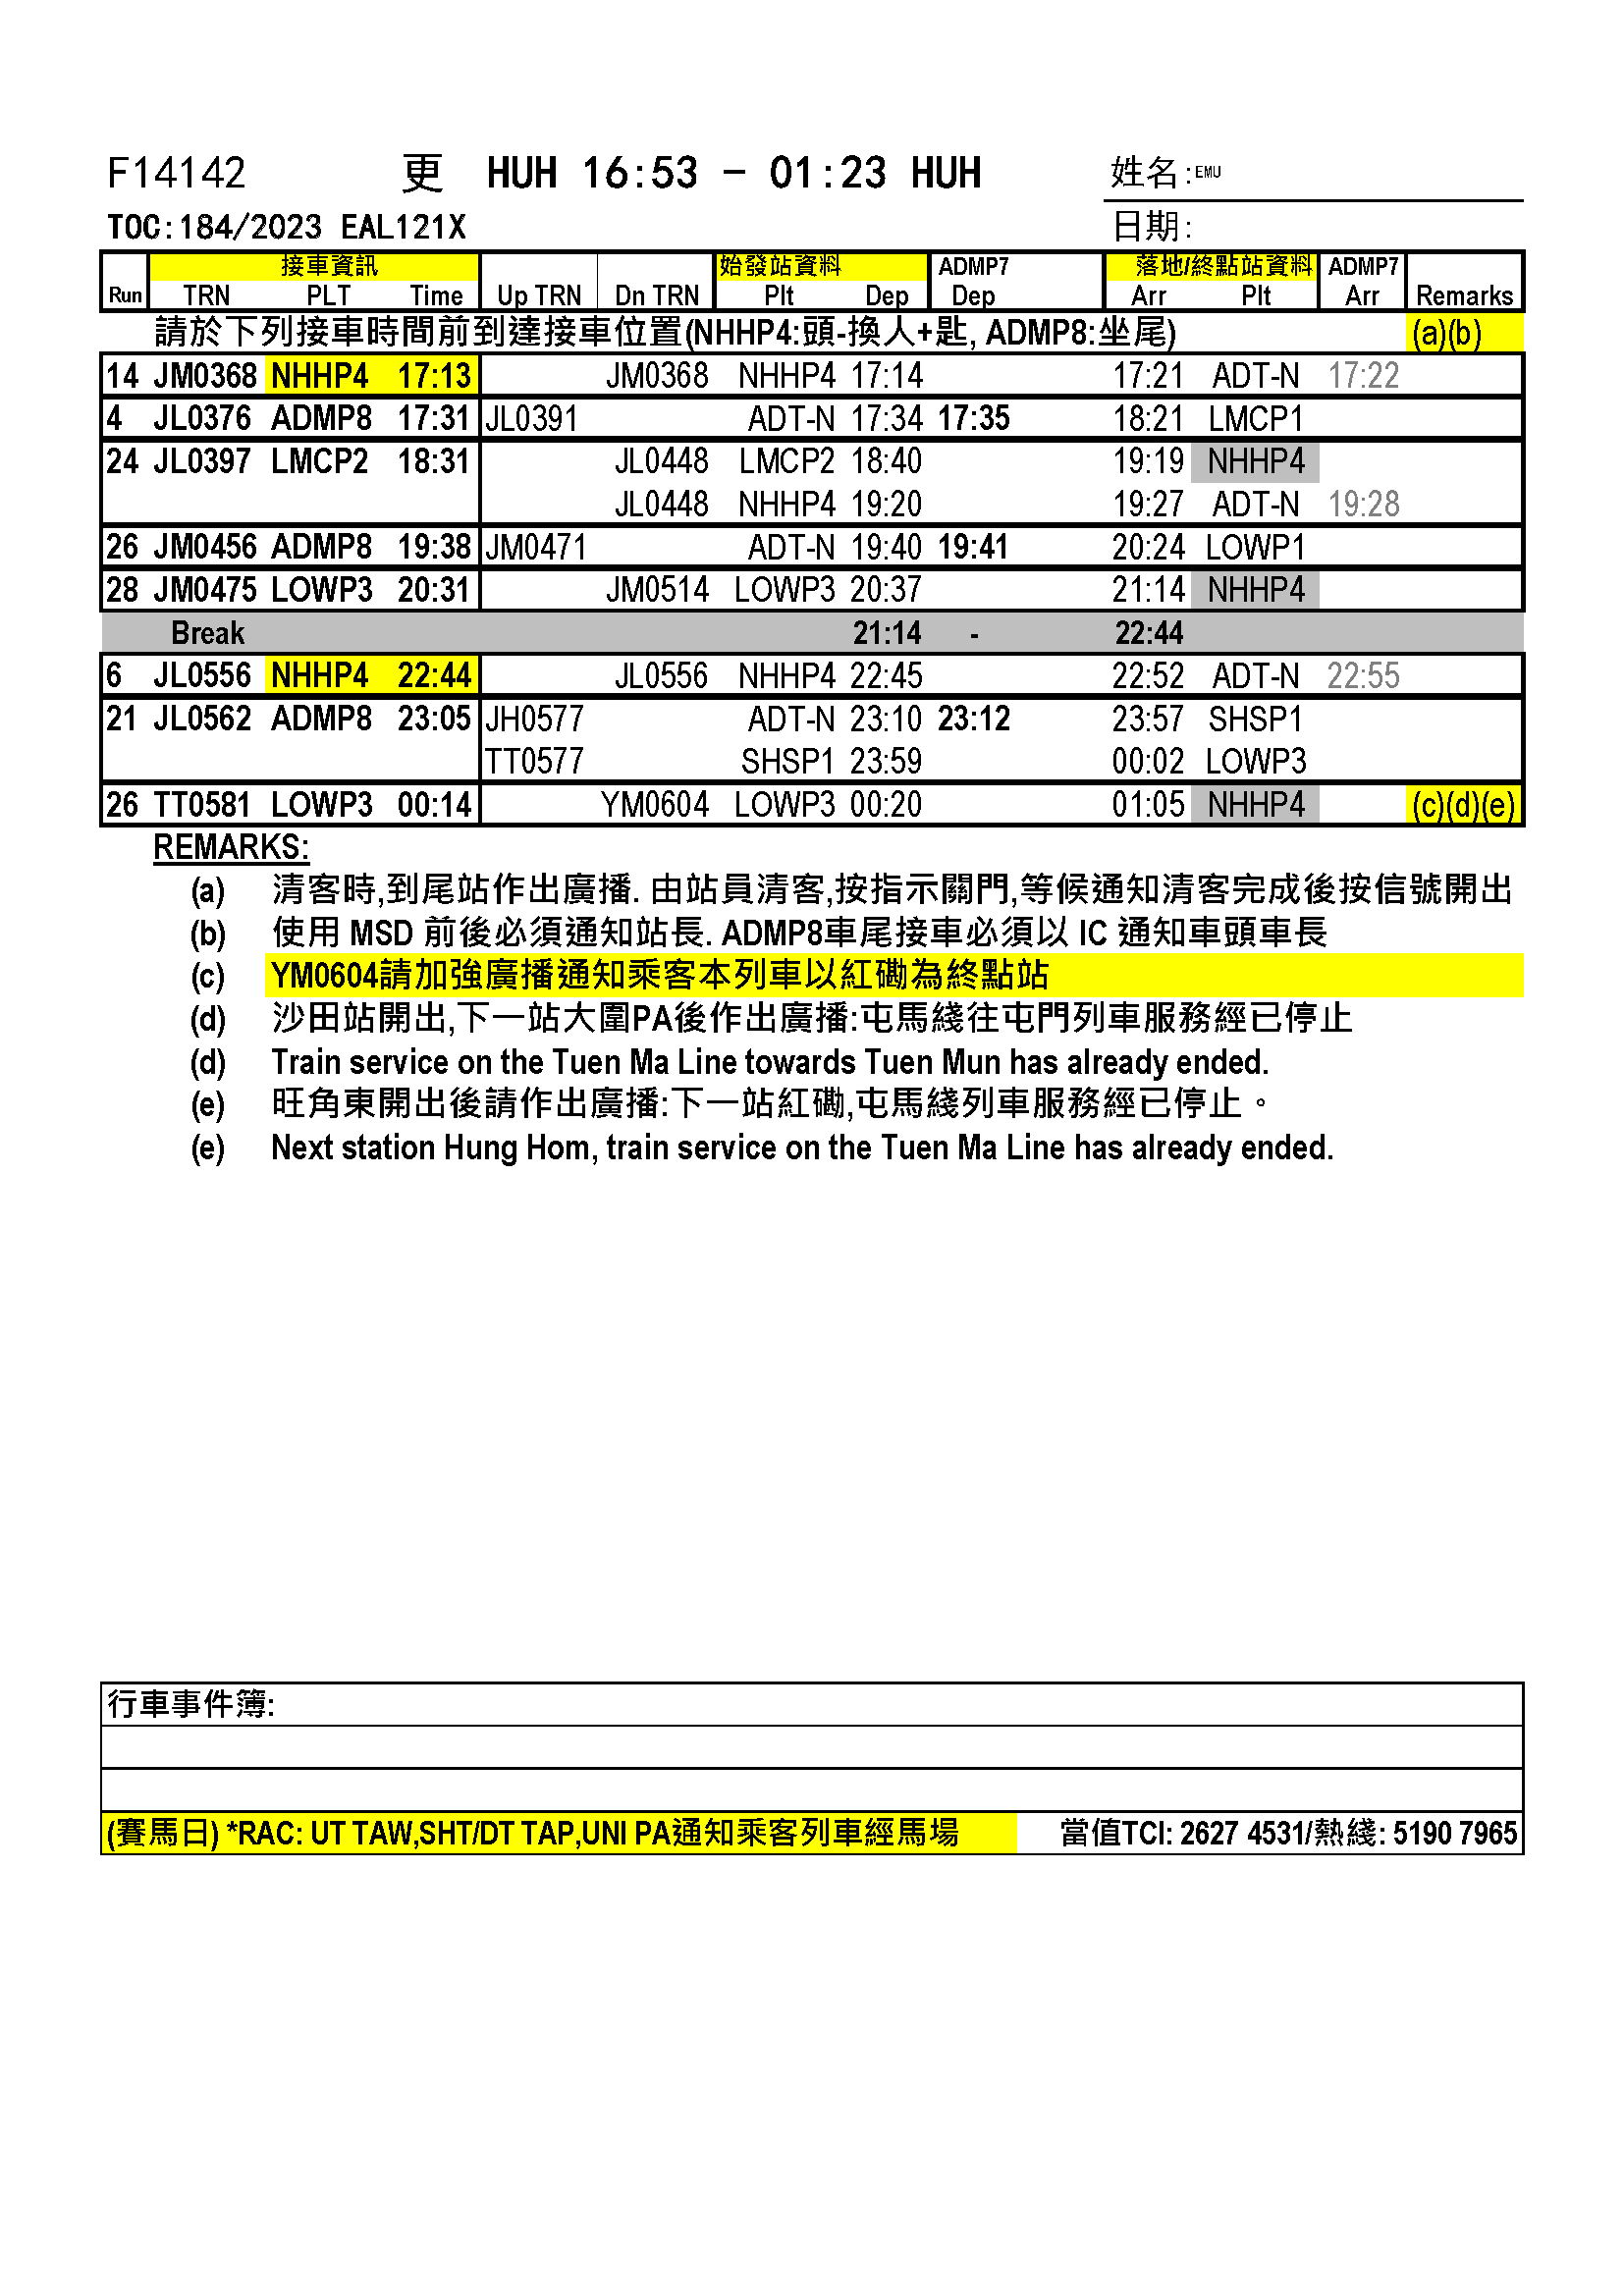 F14142 更 HUH 16:53 - 01:23 HUH 姓名:EMU
TOC:184/2023 EAL121X 日期:
接車資訊 始發站資料 ADMP7 落地/終點站資料 ADMP7
Run TRN PLT Time Up TRN Dn TRN Plt Dep Dep Arr Plt Arr Remarks
請於下列接車時間前到達接車位置(NHHP4:頭-換人+匙, ADMP8:坐尾) (a)(b)
14 JM0368 NHHP4 17:13 JM0368 NHHP4 17:14 17:21 ADT-N 17:22
4 JL0376 ADMP8 17:31 JL0391 ADT-N 17:34 17:35 18:21 LMCP1
24 JL0397 LMCP2 18:31 JL0448 LMCP2 18:40 19:19 NHHP4
JL0448 NHHP4 19:20 19:27 ADT-N 19:28
26 JM0456 ADMP8 19:38 JM0471 ADT-N 19:40 19:41 20:24 LOWP1
28 JM0475 LOWP3 20:31 JM0514 LOWP3 20:37 21:14 NHHP4
Break 21:14 - 22:44
6 JL0556 NHHP4 22:44 JL0556 NHHP4 22:45 22:52 ADT-N 22:55
21 JL0562 ADMP8 23:05 JH0577 ADT-N 23:10 23:12 23:57 SHSP1
TT0577 SHSP1 23:59 00:02 LOWP3
26 TT0581 LOWP3 00:14 YM0604 LOWP3 00:20 01:05 NHHP4 (c)(d)(e)
REMARKS:
(a) 清客時,到尾站作出廣播. 由站員清客,按指示關門,等候通知清客完成後按信號開出
(b) 使用 MSD 前後必須通知站長. ADMP8車尾接車必須以 IC 通知車頭車長
(c) YM0604請加強廣播通知乘客本列車以紅磡為終點站
(d) 沙田站開出,下一站大圍PA後作出廣播:屯馬綫往屯門列車服務經已停止
(d) Train service on the Tuen Ma Line towards Tuen Mun has already ended.
(e) 旺角東開出後請作出廣播:下一站紅磡,屯馬綫列車服務經已停止。
(e) Next station Hung Hom, train service on the Tuen Ma Line has already ended.
行車事件簿:
(賽馬日) *RAC: UT TAW,SHT/DT TAP,UNI PA通知乘客列車經馬場 當值TCI: 2627 4531/熱綫: 5190 7965